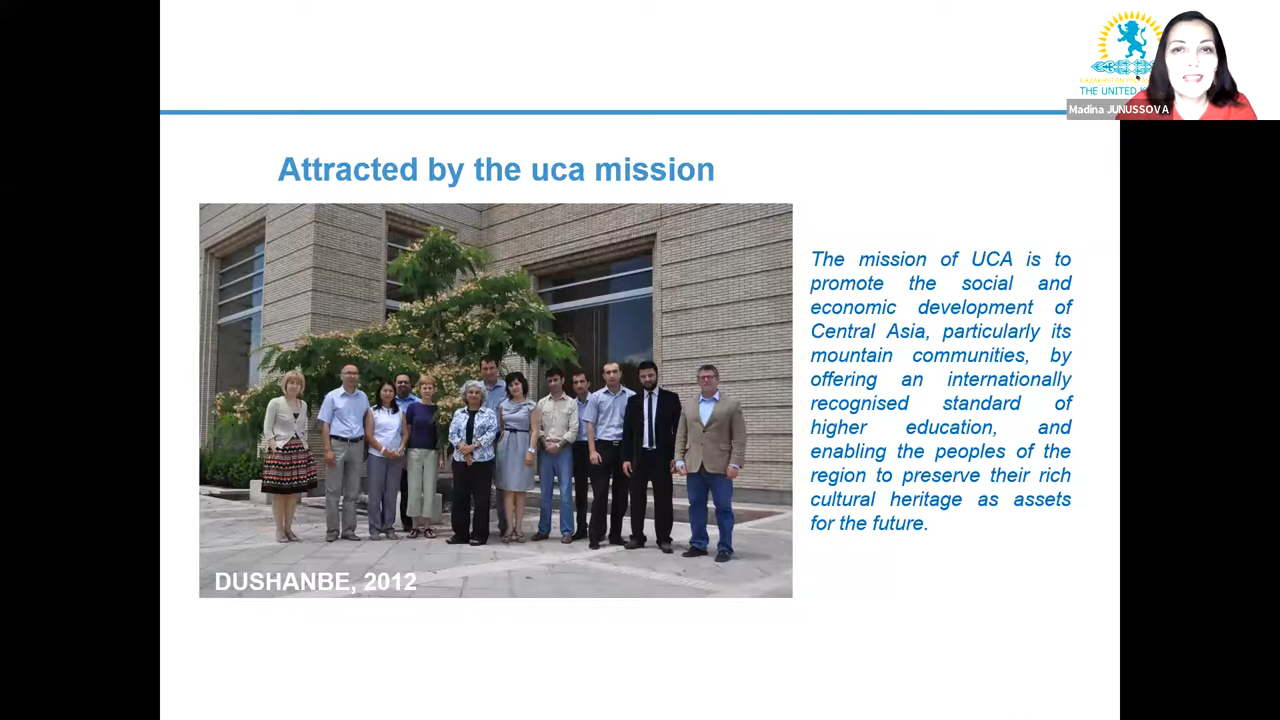 THE UNITED K
Madina JUNUSSOVA
Attracted by the uca mission
The mission of UCA is to
promote the social and
economic development of
Central Asia, particularly its
mountain communities, by
offering an internationally
recognised standard of
higher education, and
enabling the peoples of the
region to preserve their rich
cultural heritage as assets
for the future.
DUSHANBE, 2012